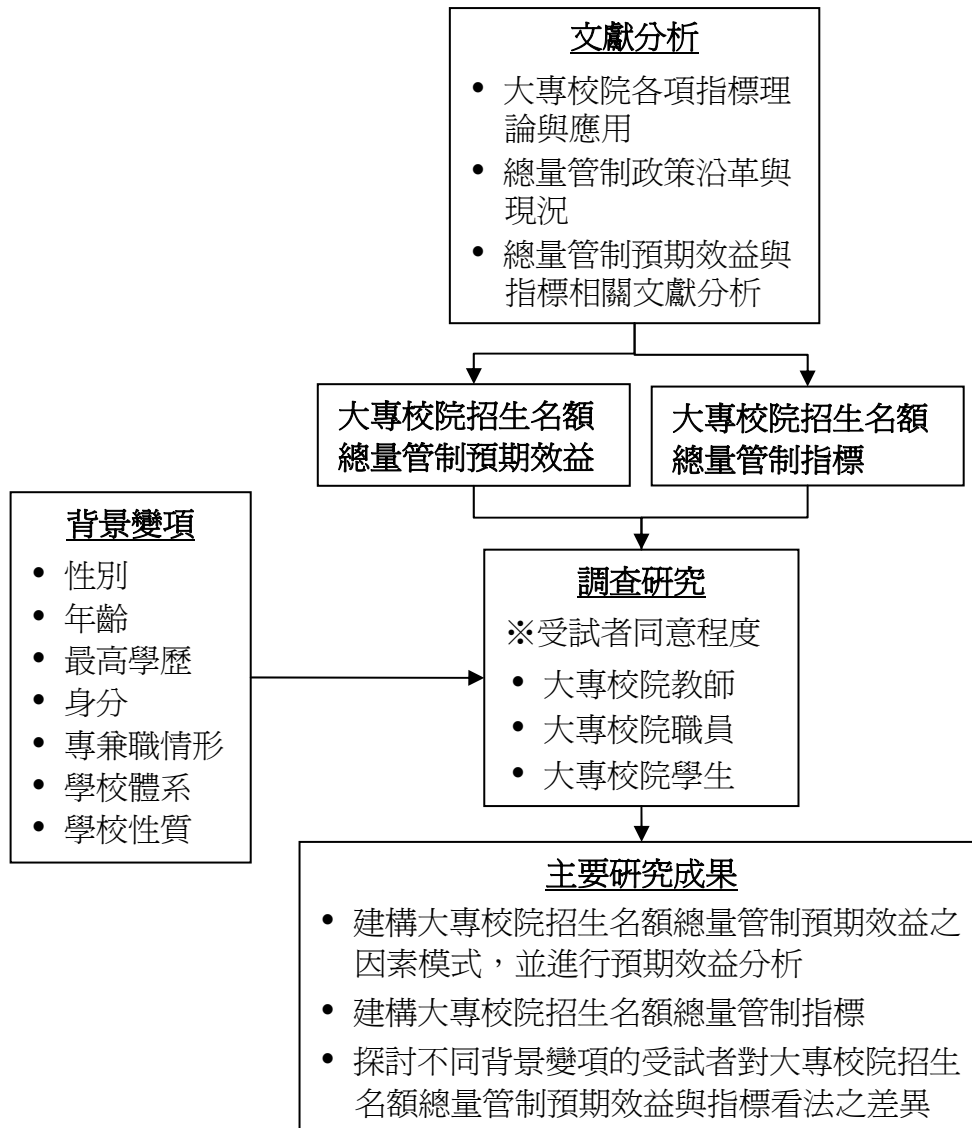 文獻分析
• 大專校院各項指標理
論與應用
• 總量管制政策沿革與
現況
• 總量管制預期效益與
指標相關文獻分析
大專校院招生名額
總量管制預期效益
大專校院招生名額
總量管制指標
背景變項
• 性別
• 年齡
• 最高學歷
• 身分
• 專兼職情形
• 學校體系
• 學校性質
調查研究
※受試者同意程度
• 大專校院教師
• 大專校院職員
• 大專校院學生
主要研究成果
• 建構大專校院招生名額總量管制預期效益之
因素模式，並進行預期效益分析
• 建構大專校院招生名額總量管制指標
• 探討不同背景變項的受試者對大專校院招生
名額總量管制預期效益與指標看法之差異